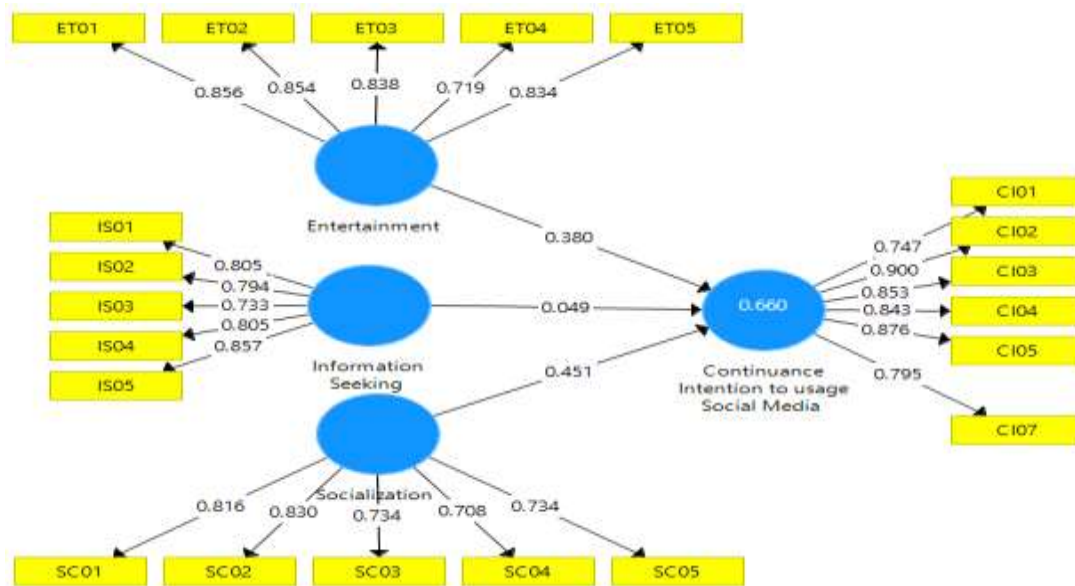 ET01 ET02 ET03 ET04 ET05
0.856 0.854 0.838 0.719 0.834
Entertainment
0.380
IS01
IS02
IS03
IS04
IS05
0.805
0.794
0.733
0.805
0.857
Information
Seeking
0.049
0.451
0.660
Continuance
Intention to usage
Social Media
CI01
CI02
CI03
CI04
CI05
CI07
0.747
0.900
0.853
0.843
0.876
0.795
Socialization
0.816 0.830 0.734 0.708 0.734
SC01 SC02 SC03 SC04 SC05